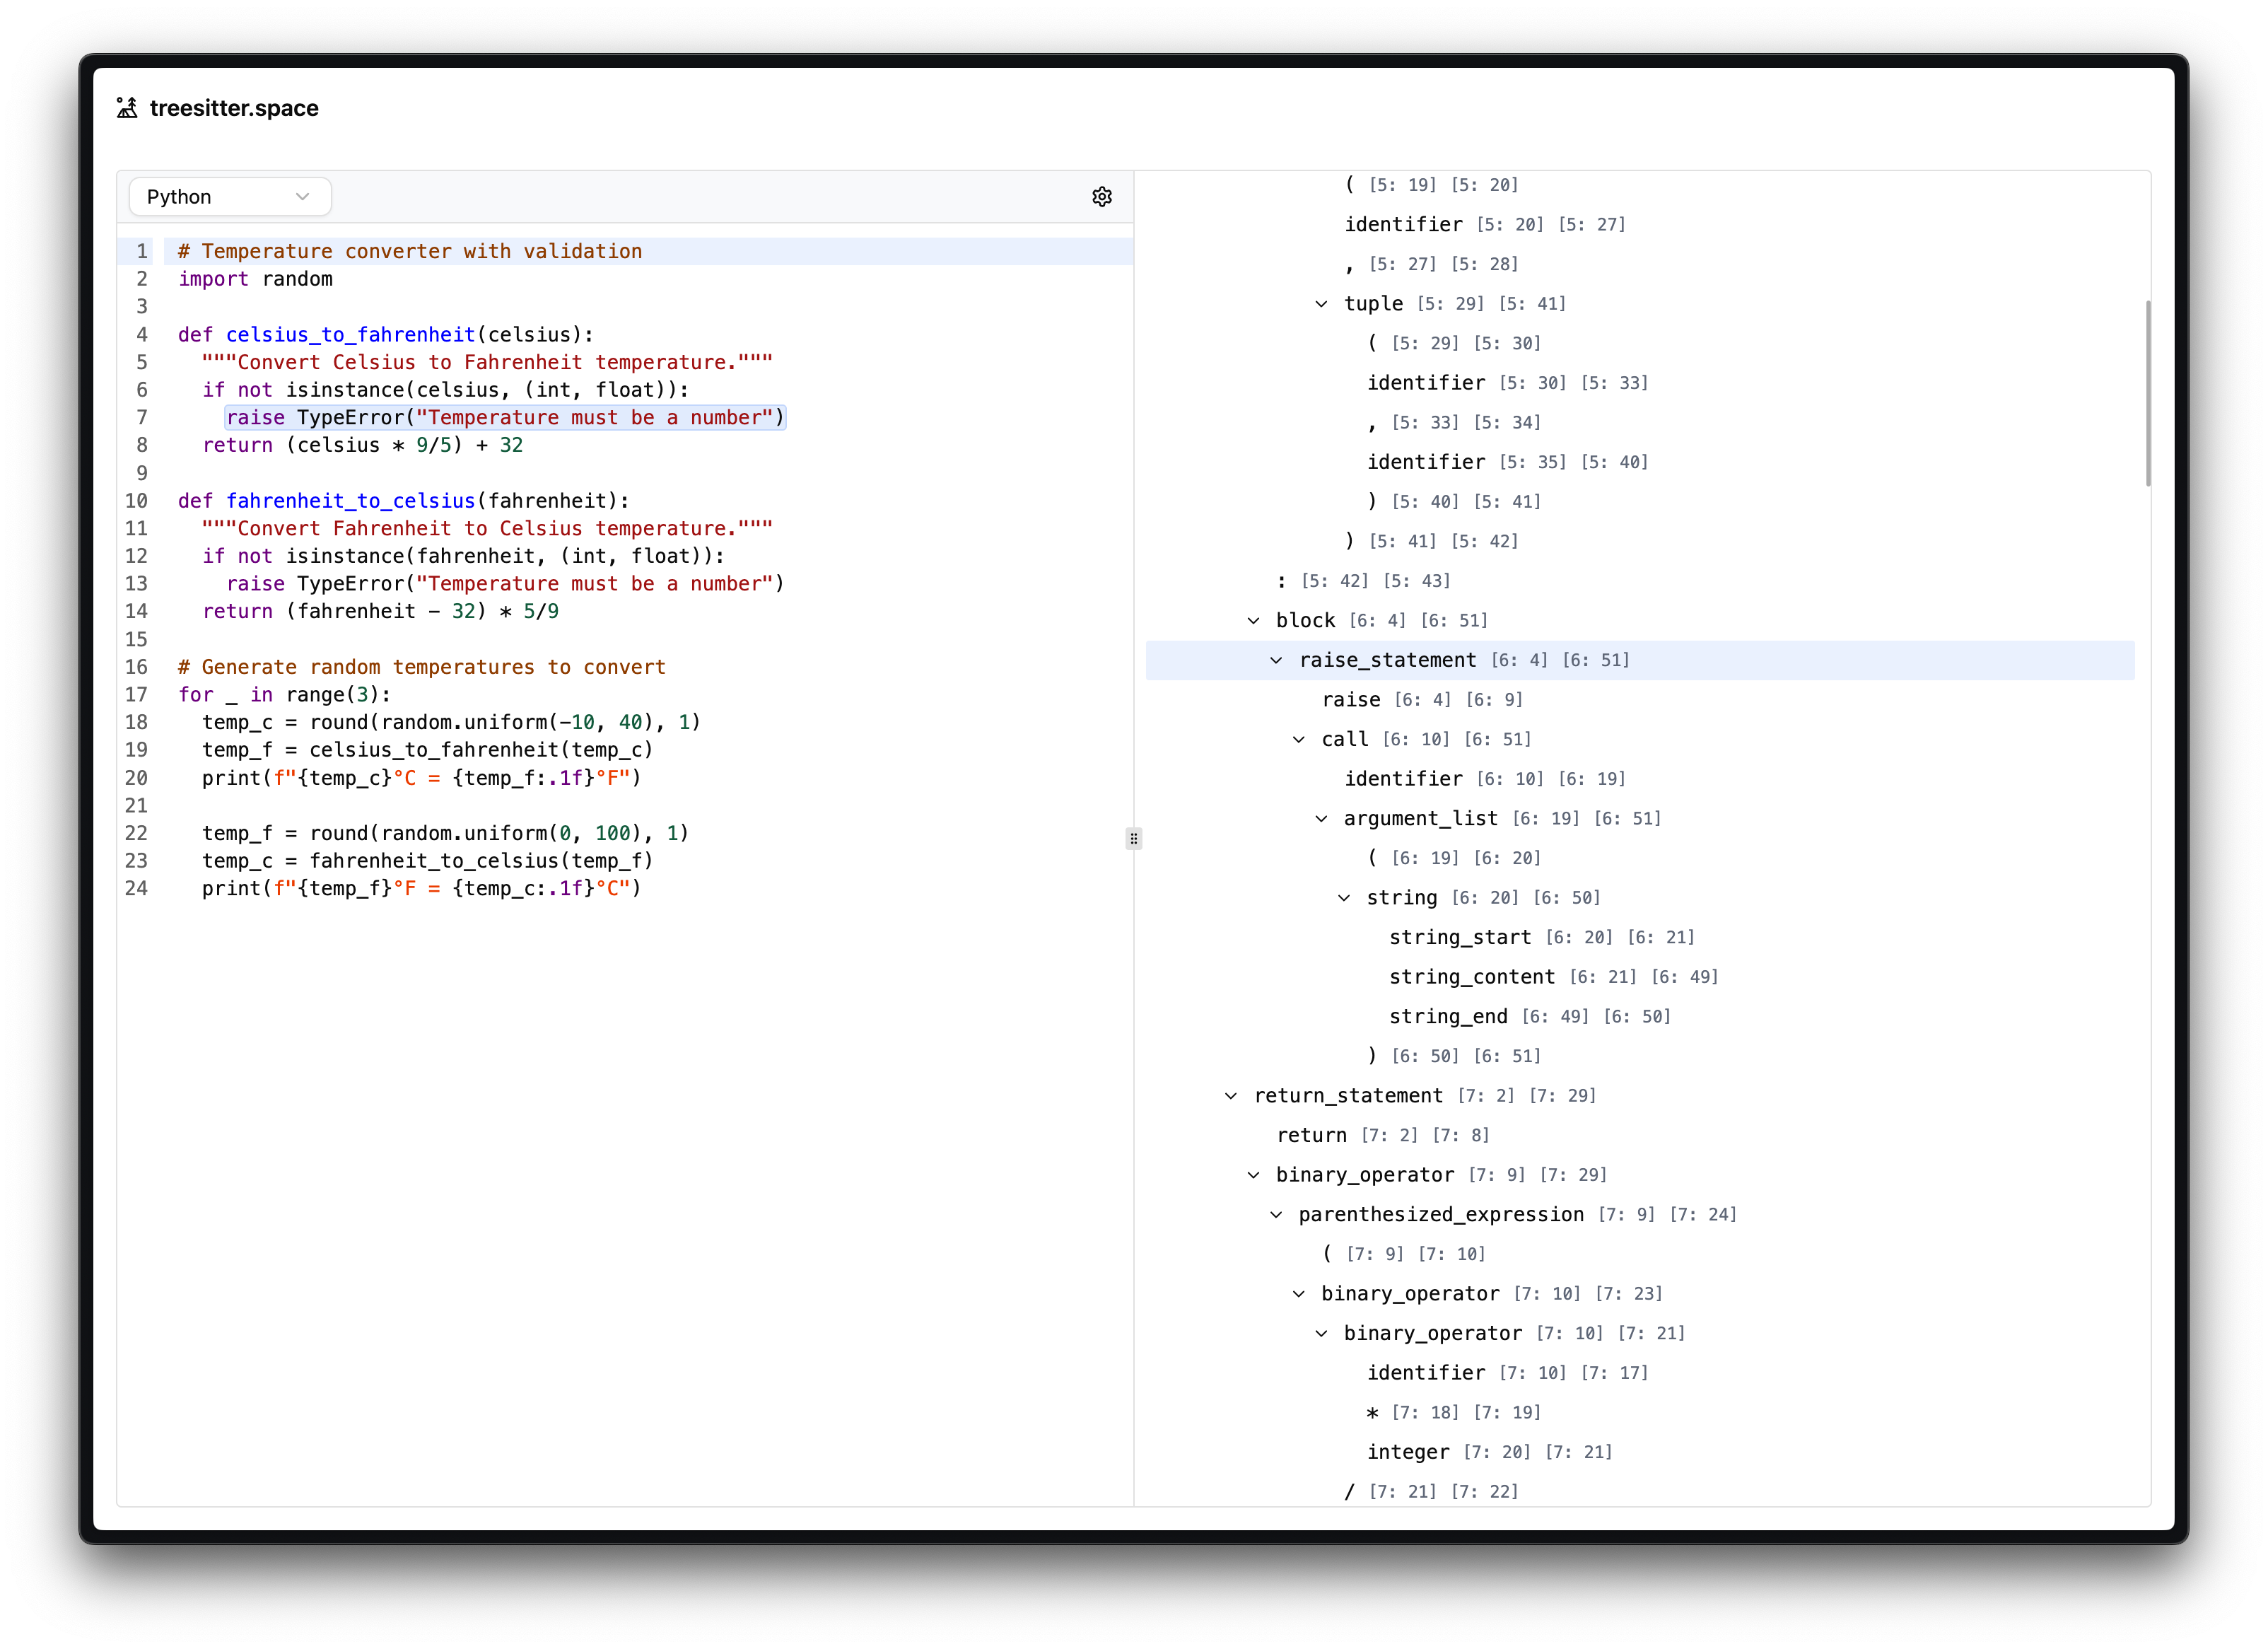 treesitter.space
Python
1 # Temperature converter with validation
2 import random
3
4 def celsius_to_fahrenheit(celsius):
5   """Convert Celsius to Fahrenheit temperature."""
6   if not isinstance(celsius, (int, float)):
7     raise TypeError("Temperature must be a number")
8   return (celsius * 9/5) + 32
9
10 def fahrenheit_to_celsius(fahrenheit):
11   """Convert Fahrenheit to Celsius temperature."""
12   if not isinstance(fahrenheit, (int, float)):
13     raise TypeError("Temperature must be a number")
14   return (fahrenheit - 32) * 5/9
15
16 # Generate random temperatures to convert
17 for _ in range(3):
18   temp_c = round(random.uniform(-10, 40), 1)
19   temp_f = celsius_to_fahrenheit(temp_c)
20   print(f"{temp_c}°C = {temp_f:.1f}°F")
21
22   temp_f = round(random.uniform(0, 100), 1)
23   temp_c = fahrenheit_to_celsius(temp_f)
24   print(f"{temp_f}°F = {temp_c:.1f}°C")
( [5: 19] [5: 20]
identifier [5: 20] [5: 27]
, [5: 27] [5: 28]
tuple [5: 29] [5: 41]
( [5: 29] [5: 30]
identifier [5: 30] [5: 33]
, [5: 33] [5: 34]
identifier [5: 35] [5: 40]
) [5: 40] [5: 41]
) [5: 41] [5: 42]
: [5: 42] [5: 43]
block [6: 4] [6: 51]
raise_statement [6: 4] [6: 51]
raise [6: 4] [6: 9]
call [6: 10] [6: 51]
identifier [6: 10] [6: 19]
argument_list [6: 19] [6: 51]
( [6: 19] [6: 20]
string [6: 20] [6: 50]
string_start [6: 20] [6: 21]
string_content [6: 21] [6: 49]
string_end [6: 49] [6: 50]
) [6: 50] [6: 51]
return_statement [7: 2] [7: 29]
return [7: 2] [7: 8]
binary_operator [7: 9] [7: 29]
parenthesized_expression [7: 9] [7: 24]
( [7: 9] [7: 10]
binary_operator [7: 10] [7: 23]
binary_operator [7: 10] [7: 21]
identifier [7: 10] [7: 17]
* [7: 18] [7: 19]
integer [7: 20] [7: 21]
/ [7: 21] [7: 22]